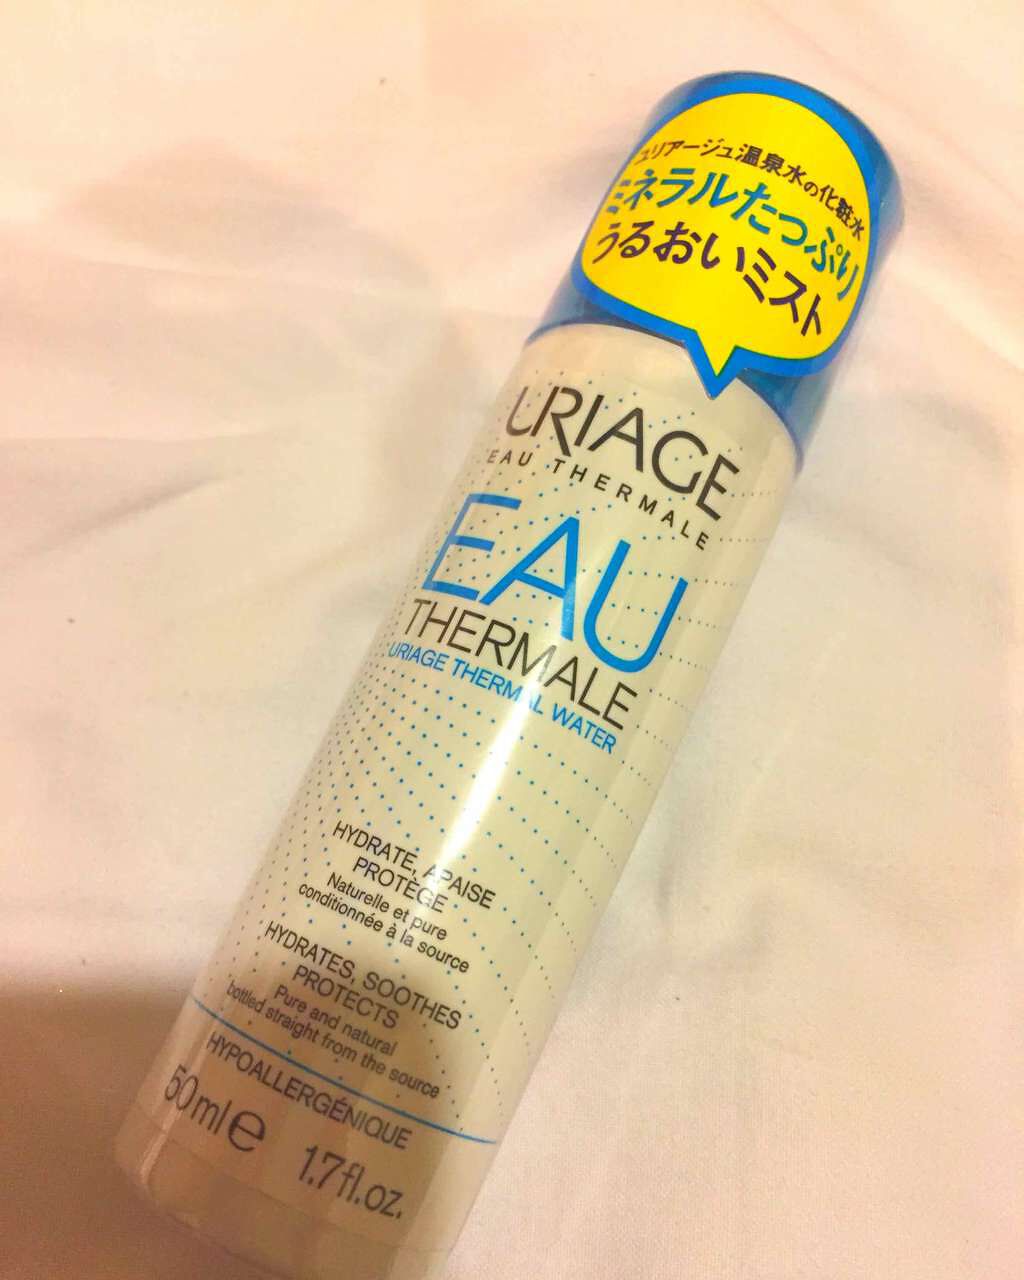 ユリアージュ温泉水の化粧水
ミネラルたっぷり
うるおいミスト
URIAGE
EAU THERMALE
EAU
THERMALE
URIAGE THERMAL WATER
HYDRATE, APAISE
PROTÈGE
Naturelle et pure
conditionnée à la source
HYDRATES, SOOTHES
PROTECTS
Pure and natural
bottled straight from the source
HYPOALLERGÉNIQUE
50ml℮ 1.7fl.oz.